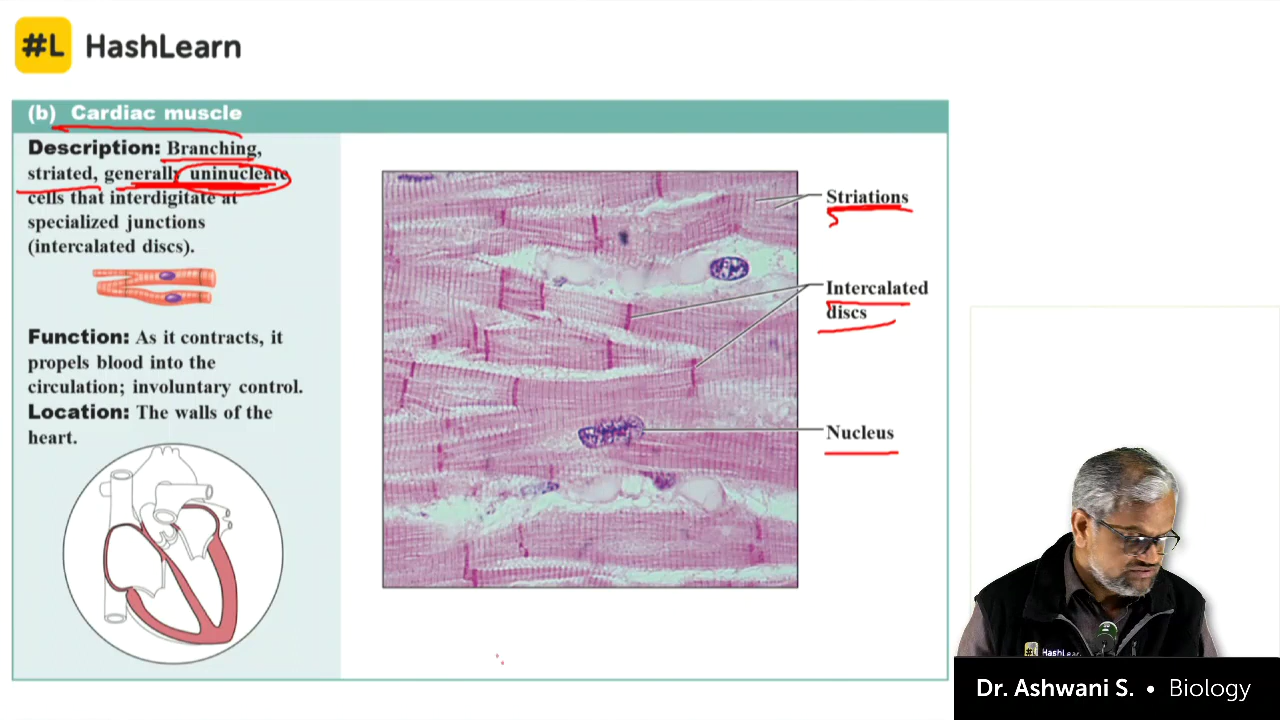 #L HashLearn
(b) Cardiac muscle
Description: Branching,
striated, generally uninucleate
cells that interdigitate at
specialized junctions
(intercalated discs).
Function: As it contracts, it
propels blood into the
circulation; involuntary control.
Location: The walls of the
heart.
Striations
Intercalated
discs
Nucleus
#L HashLearn
Dr. Ashwani S. • Biology